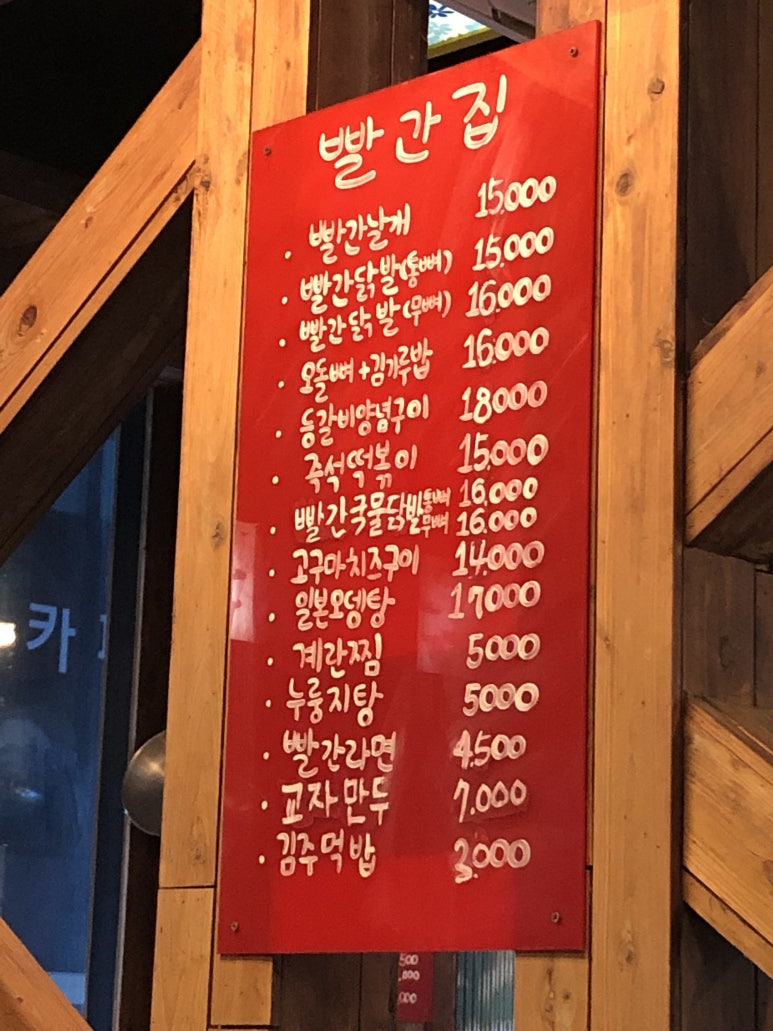 빨간집
· 빨간날개 15.000
· 빨간닭발(통뼈) 15.000
· 빨간닭발(무뼈) 16.000
· 오돌뼈+김가루밥 16.000
· 등갈비양념구이 18000
· 즉석떡볶이 15.000
· 빨간국물닭발 통뼈 16.000
무뼈 16.000
· 고구마치즈구이 14.000
· 일본오뎅탕 17000
· 계란찜 5000
· 누룽지탕 5000
· 빨간라면 4.500
· 교자만두 7.000
· 김주먹밥 3.000
카
500
.000
000